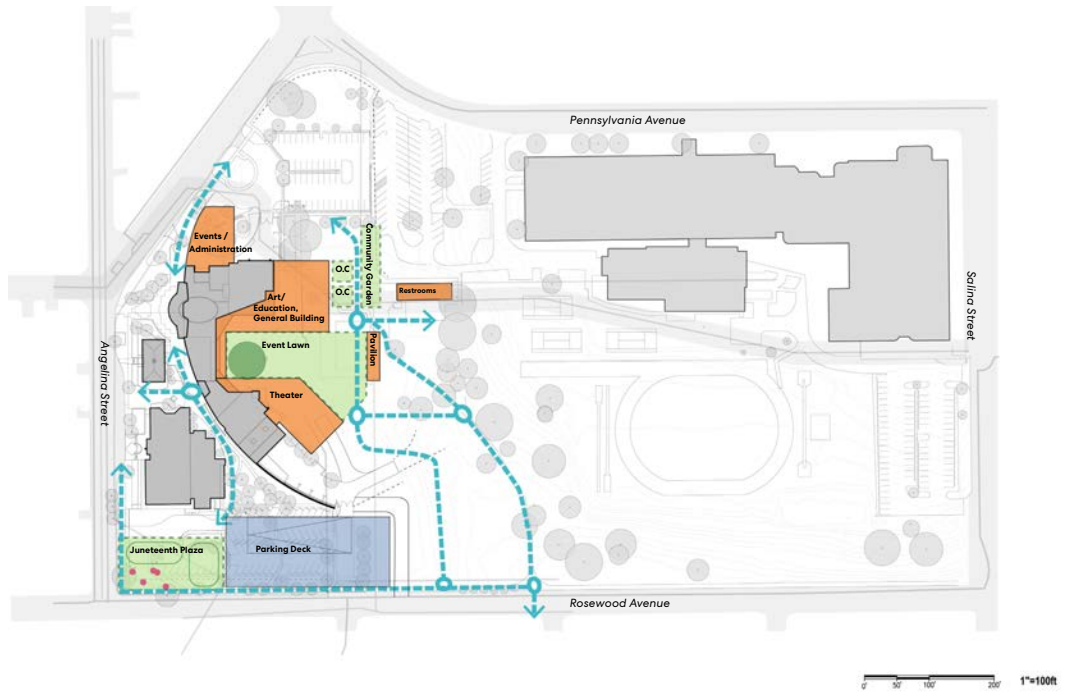 Pennsylvania Avenue
Events /
Administration
Community Garden
O.C
O.C
Restrooms
Art/
Education,
General Building
Salina Street
Event Lawn
Pavilion
Angelina Street
Theater
Juneteenth Plaza
Parking Deck
Rosewood Avenue
0' 50' 100' 200'
1"=100ft